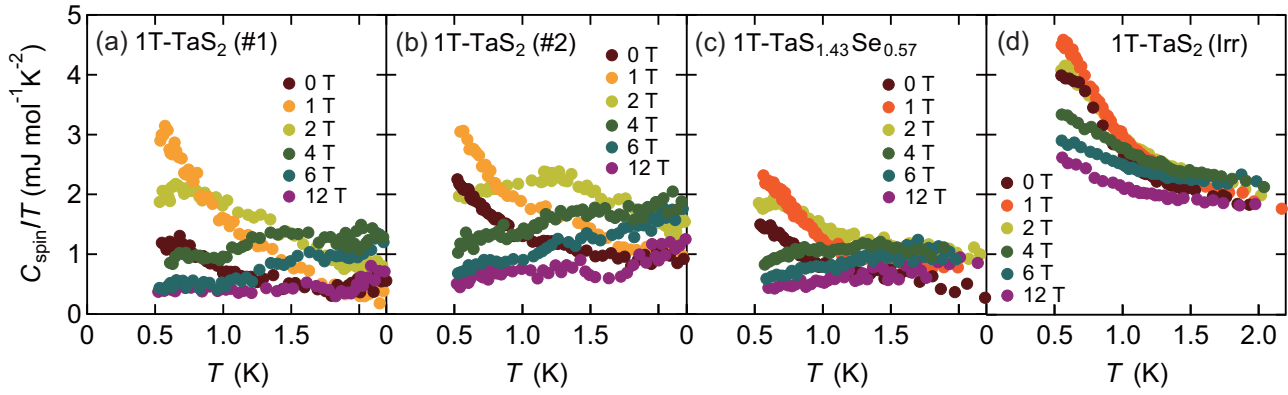 C_spin/T (mJ mol⁻¹K⁻²)
5
4
3
2
1
0
(a) 1T-TaS₂ (#1)
0 T
1 T
2 T
4 T
6 T
12 T
0 0.5 1.0 1.5
T (K)
(b) 1T-TaS₂ (#2)
0 T
1 T
2 T
4 T
6 T
12 T
0 0.5 1.0 1.5
T (K)
(c) 1T-TaS₁.₄₃Se₀.₅₇
0 T
1 T
2 T
4 T
6 T
12 T
0 0.5 1.0 1.5
T (K)
(d) 1T-TaS₂ (Irr)
0 T
1 T
2 T
4 T
6 T
12 T
0 0.5 1.0 1.5 2.0
T (K)